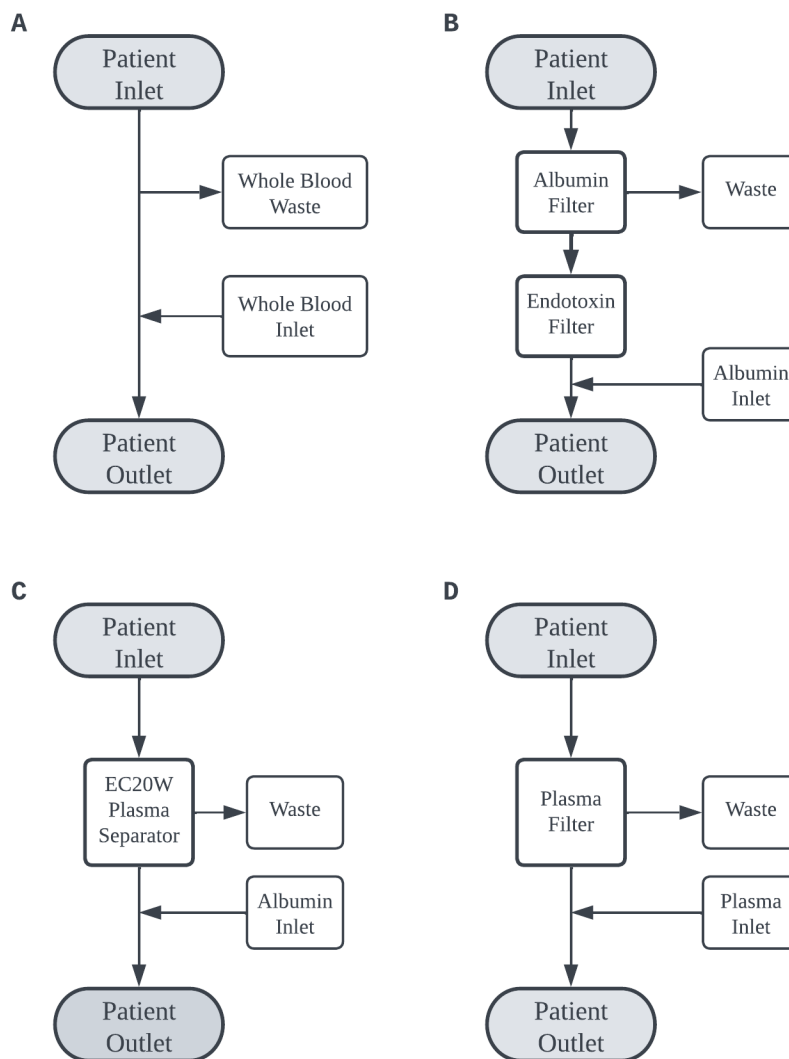 A
Patient
Inlet
Whole Blood
Waste
Whole Blood
Inlet
Patient
Outlet
B
Patient
Inlet
Albumin
Filter
Waste
Endotoxin
Filter
Albumin
Inlet
Patient
Outlet
C
Patient
Inlet
EC20W
Plasma
Separator
Waste
Albumin
Inlet
Patient
Outlet
D
Patient
Inlet
Plasma
Filter
Waste
Plasma
Inlet
Patient
Outlet